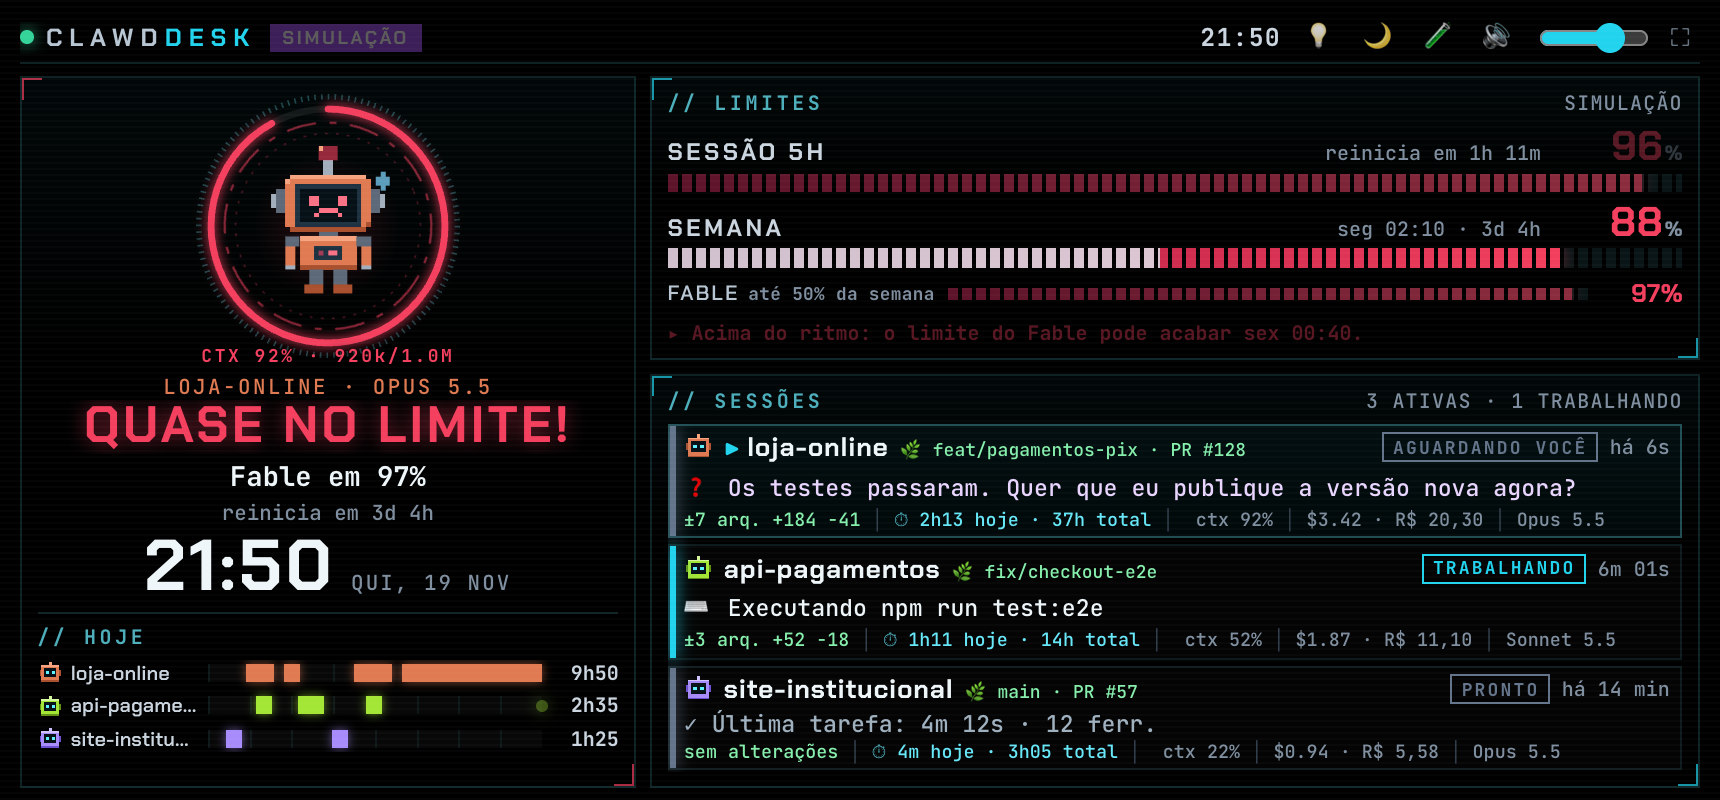 CLAWDDESK SIMULAÇÃO
21:50
CTX 92% · 920k/1.0M
LOJA-ONLINE · OPUS 5.5
QUASE NO LIMITE!
Fable em 97%
reinicia em 3d 4h
21:50 QUI, 19 NOV
// HOJE
loja-online 9h50
api-pagame… 2h35
site-institu… 1h25
// LIMITES SIMULAÇÃO
SESSÃO 5H reinicia em 1h 11m 96%
SEMANA seg 02:10 · 3d 4h 88%
FABLE até 50% da semana 97%
▸ Acima do ritmo: o limite do Fable pode acabar sex 00:40.
// SESSÕES 3 ATIVAS · 1 TRABALHANDO
▶ loja-online 🌿 feat/pagamentos-pix · PR #128 AGUARDANDO VOCÊ há 6s
❓ Os testes passaram. Quer que eu publique a versão nova agora?
±7 arq. +184 -41 ⏱ 2h13 hoje · 37h total ctx 92% $3.42 · R$ 20,30 Opus 5.5
api-pagamentos 🌿 fix/checkout-e2e TRABALHANDO 6m 01s
⌨️ Executando npm run test:e2e
±3 arq. +52 -18 ⏱ 1h11 hoje · 14h total ctx 52% $1.87 · R$ 11,10 Sonnet 5.5
site-institucional 🌿 main · PR #57 PRONTO há 14 min
✓ Última tarefa: 4m 12s · 12 ferr.
sem alterações ⏱ 4m hoje · 3h05 total ctx 22% $0.94 · R$ 5,58 Opus 5.5